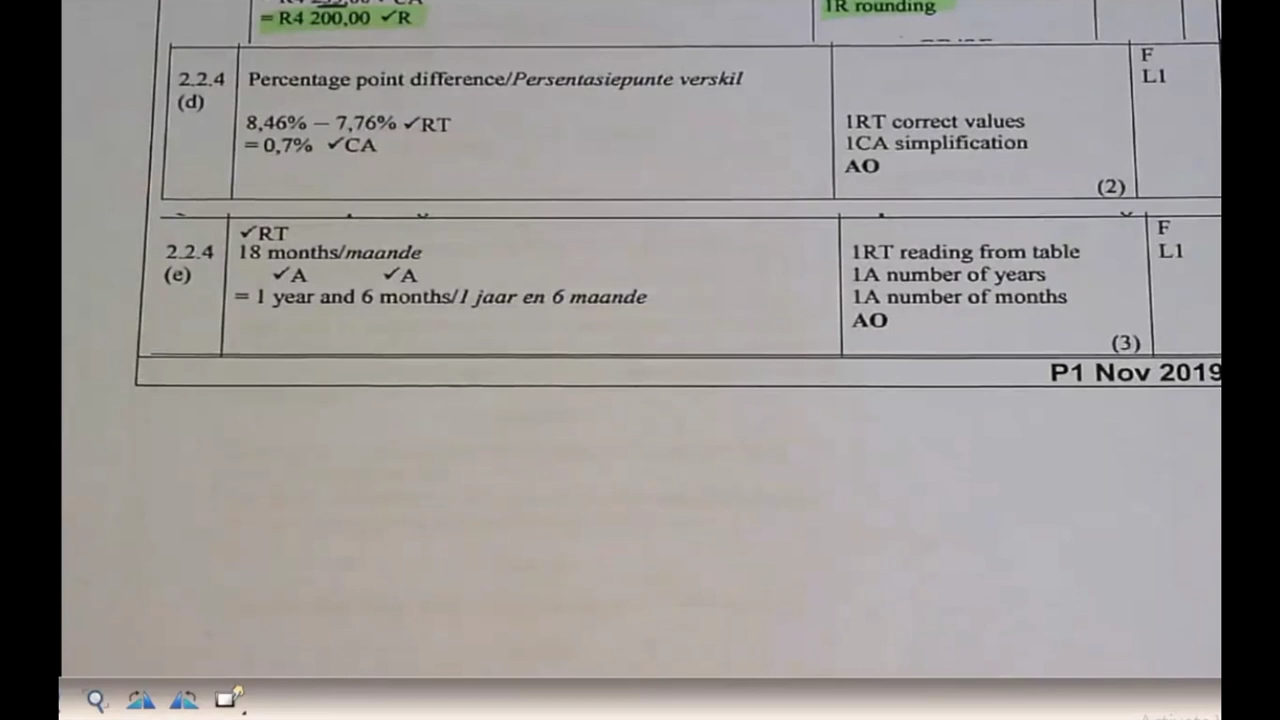 = R4 200,00 ✓R
1R rounding
F
2.2.4 Percentage point difference/Persentasiepunte verskil
L1
(d)
8,46% – 7,76% ✓RT
1RT correct values
= 0,7% ✓CA
1CA simplification
AO
(2)
✓RT
F
2.2.4 18 months/maande
1RT reading from table
L1
(e) ✓A ✓A
1A number of years
= 1 year and 6 months/1 jaar en 6 maande
1A number of months
AO
(3)
P1 Nov 2019